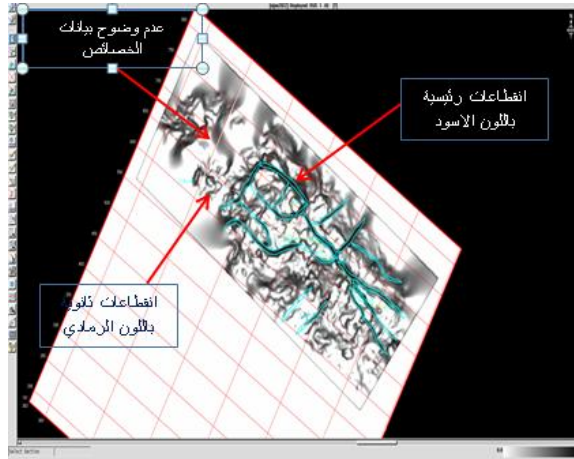 عدم وضوح بيانات
الخصائص
انقطاعات رئيسية
باللون الاسود
انقطاعات ثانوية
باللون الرمادي